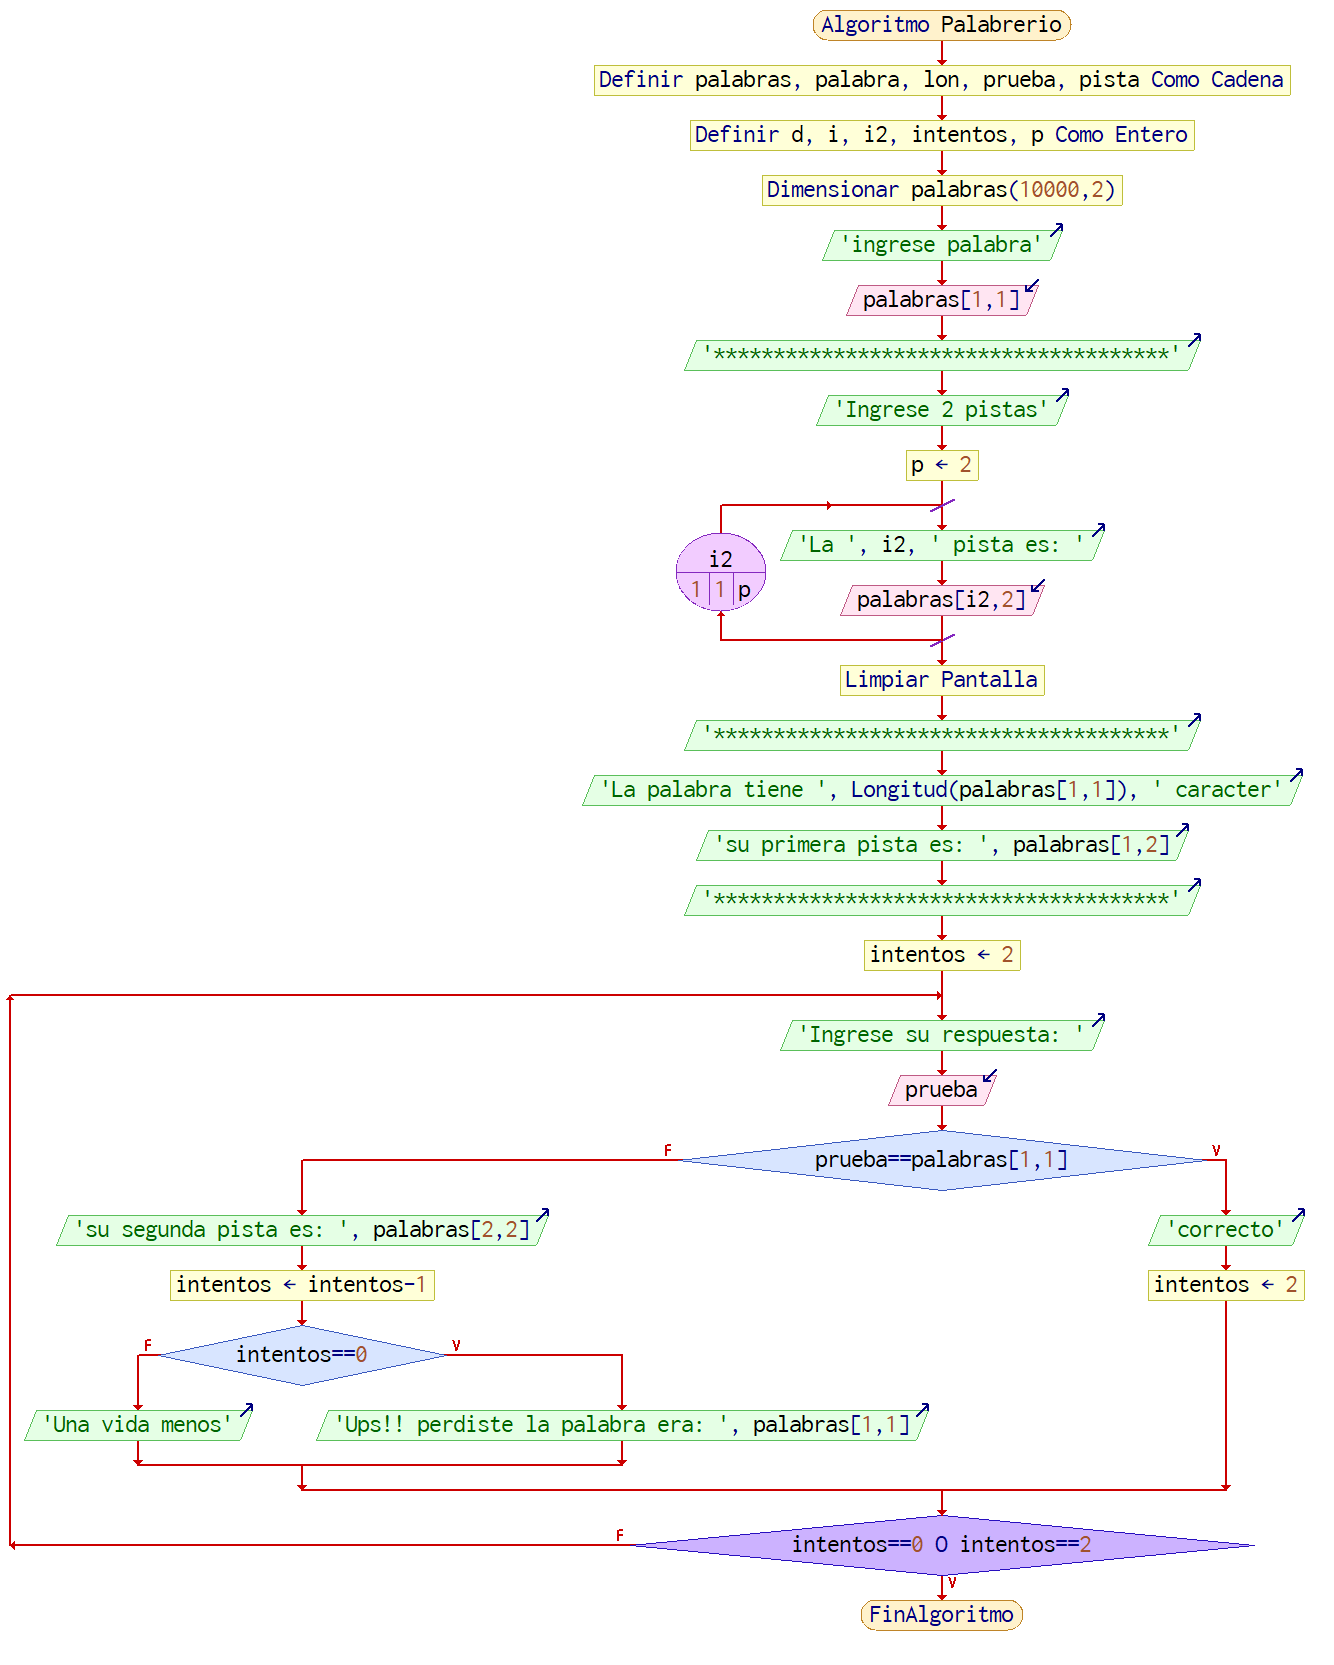 Algoritmo Palabrerio
Definir palabras, palabra, lon, prueba, pista Como Cadena
Definir d, i, i2, intentos, p Como Entero
Dimensionar palabras(10000,2)
'ingrese palabra'
palabras[1,1]
'**************************************'
'Ingrese 2 pistas'
p ← 2
i2
1 1 p
'La ', i2, ' pista es: '
palabras[i2,2]
Limpiar Pantalla
'**************************************'
'La palabra tiene ', Longitud(palabras[1,1]), ' caracter'
'su primera pista es: ', palabras[1,2]
'**************************************'
intentos ← 2
'Ingrese su respuesta: '
prueba
F
V
prueba==palabras[1,1]
'su segunda pista es: ', palabras[2,2]
'correcto'
intentos ← intentos-1
intentos ← 2
F
V
intentos==0
'Una vida menos'
'Ups!! perdiste la palabra era: ', palabras[1,1]
F
intentos==0 O intentos==2
V
FinAlgoritmo